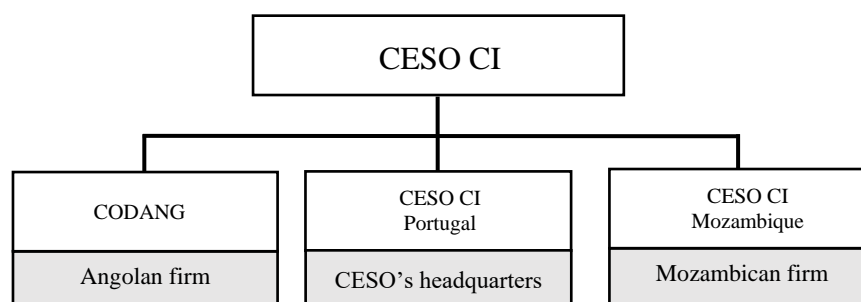 CESO CI
CODANG
Angolan firm
CESO CI
Portugal
CESO’s headquarters
CESO CI
Mozambique
Mozambican firm